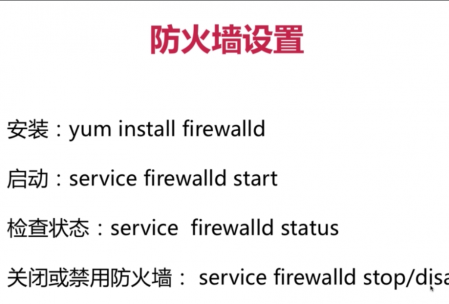 防火墙设置
安装：yum install firewalld
启动：service firewalld start
检查状态：service  firewalld status
关闭或禁用防火墙： service firewalld stop/disa